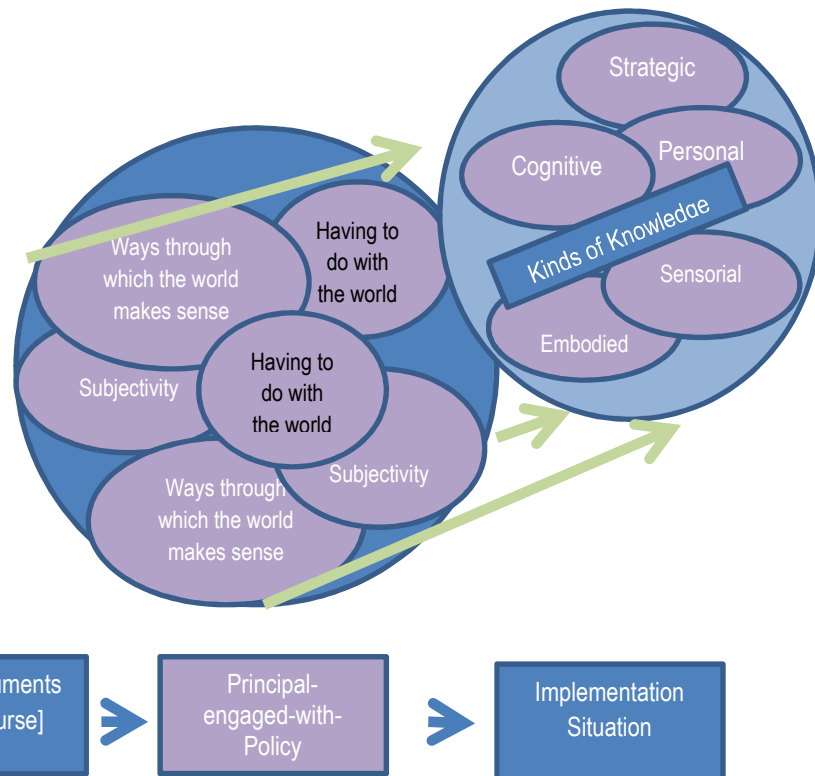 Strategic
Cognitive
Personal
Kinds of Knowledge
Sensorial
Embodied
Ways through
which the world
makes sense
Having to
do with
the world
Having to
do with
the world
Subjectivity
Subjectivity
Ways through
which the world
makes sense
Principal-
engaged-with-
Policy
Implementation
Situation